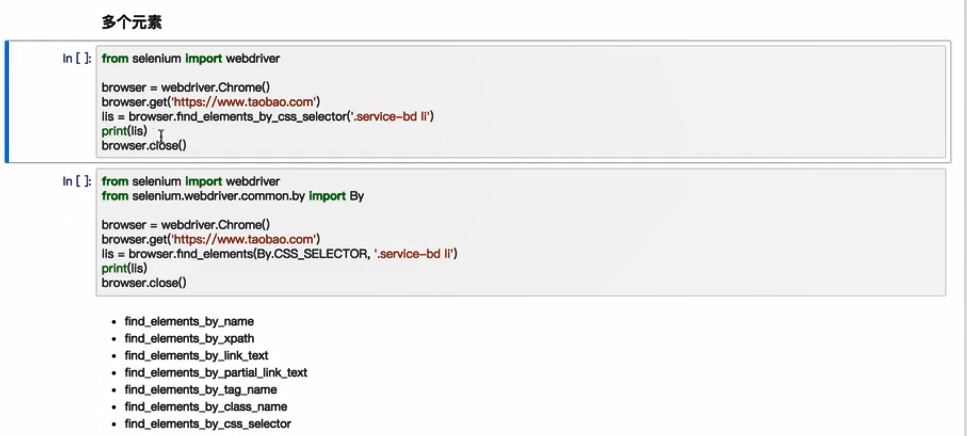 多个元素
In [ ]: from selenium import webdriver
browser = webdriver.Chrome()
browser.get('https://www.taobao.com')
lis = browser.find_elements_by_css_selector('.service-bd li')
print(lis)
browser.close()
In [ ]: from selenium import webdriver
from selenium.webdriver.common.by import By
browser = webdriver.Chrome()
browser.get('https://www.taobao.com')
lis = browser.find_elements(By.CSS_SELECTOR, '.service-bd li')
print(lis)
browser.close()
• find_elements_by_name
• find_elements_by_xpath
• find_elements_by_link_text
• find_elements_by_partial_link_text
• find_elements_by_tag_name
• find_elements_by_class_name
• find_elements_by_css_selector